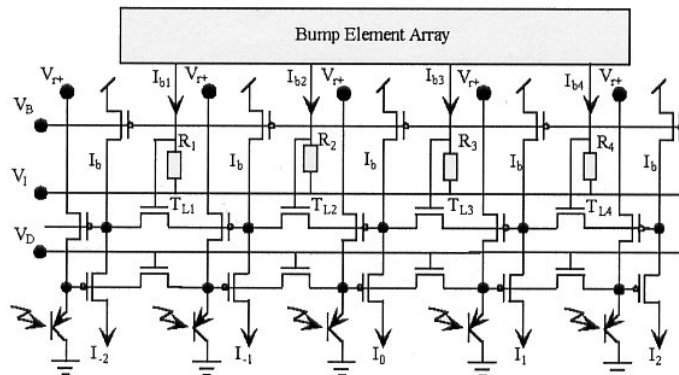 Bump Element Array
V_r+ I_b1 V_r+ I_b2 V_r+ I_b3 V_r+ I_b4 V_r+
V_B
R_1 R_2 R_3 R_4
I_b I_b I_b I_b I_b
V_I
T_L1 T_L2 T_L3 T_L4
V_D
I_-2 I_-1 I_0 I_1 I_2